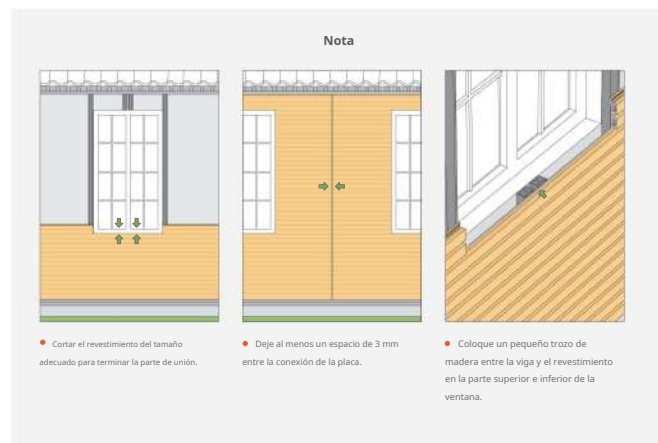 Nota
• Cortar el revestimiento del tamaño
adecuado para terminar la parte de unión.
• Deje al menos un espacio de 3 mm
entre la conexión de la placa.
• Coloque un pequeño trozo de
madera entre la viga y el revestimiento
en la parte superior e inferior de la
ventana.